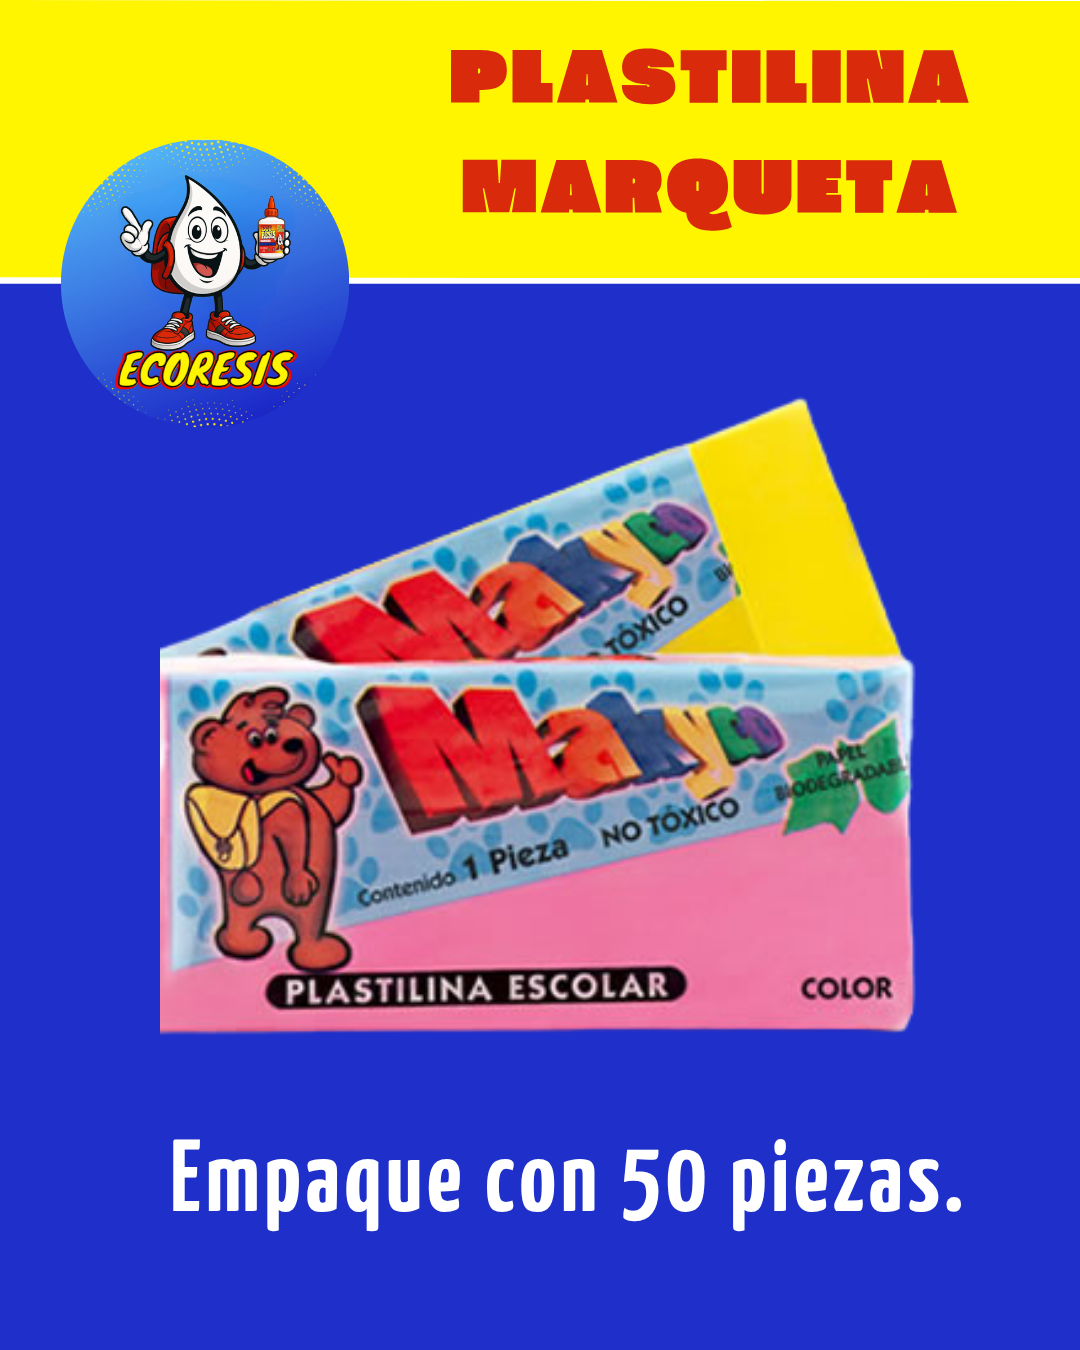 PLASTILINA
MARQUETA
ECORESIS
Makyco
TÓXICO
Makyco
PAPEL
BIODEGRADABLE
Contenido 1 Pieza NO TÓXICO
PLASTILINA ESCOLAR
COLOR
Empaque con 50 piezas.